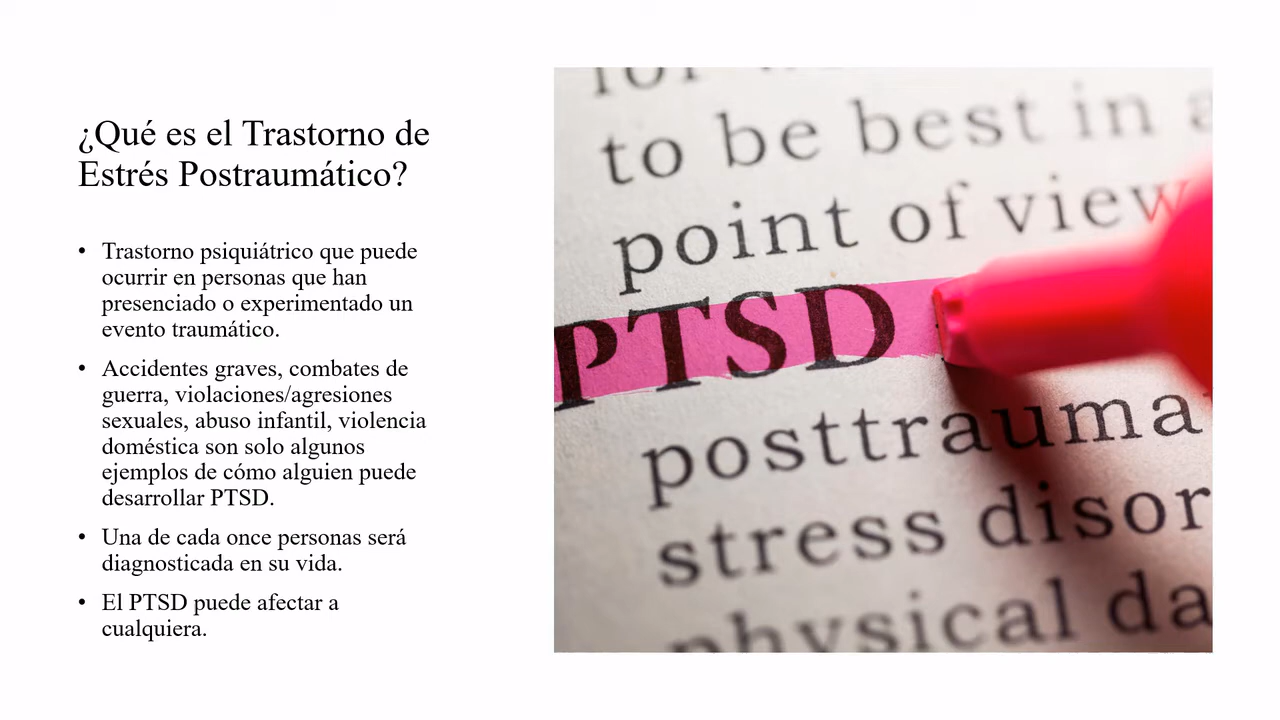 ¿Qué es el Trastorno de
Estrés Postraumático?
• Trastorno psiquiátrico que puede
ocurrir en personas que han
presenciado o experimentado un
evento traumático.
• Accidentes graves, combates de
guerra, violaciones/agresiones
sexuales, abuso infantil, violencia
doméstica son solo algunos
ejemplos de cómo alguien puede
desarrollar PTSD.
• Una de cada once personas será
diagnosticada en su vida.
• El PTSD puede afectar a
cualquiera.
to be best in
point of view
PTSD
posttrauma
stress disor
physical da